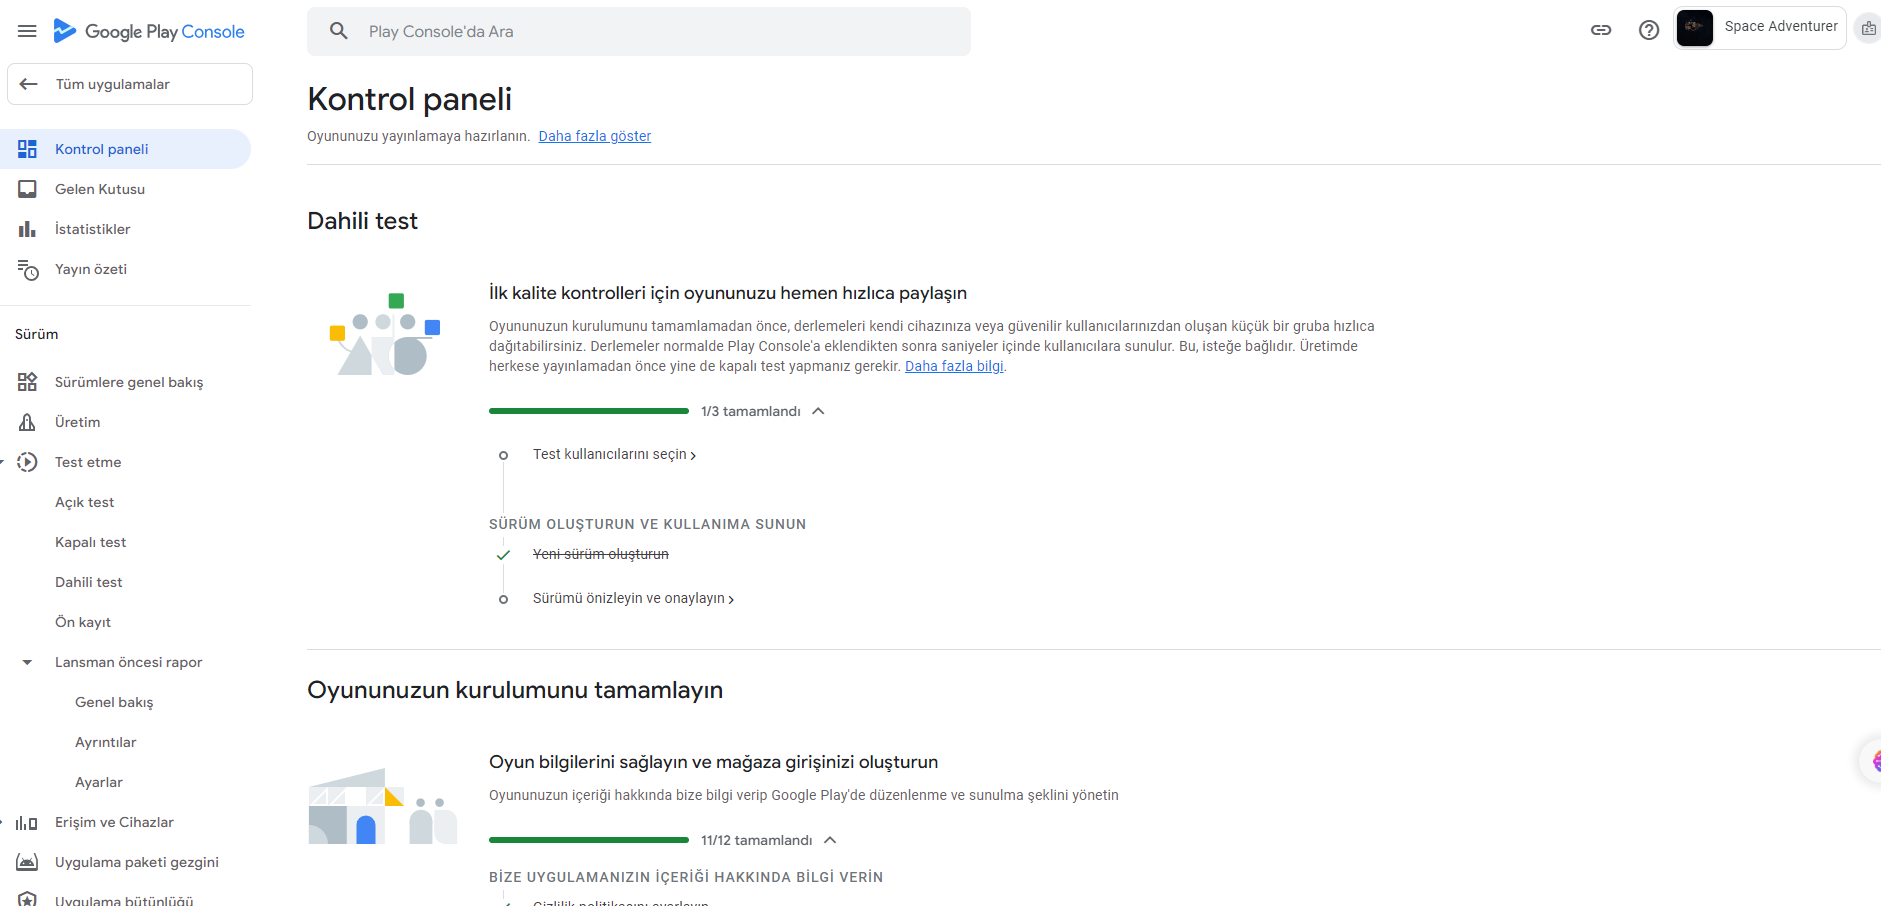 Google Play Console
Play Console'da Ara
Space Adventurer
Tüm uygulamalar
Kontrol paneli
Gelen Kutusu
İstatistikler
Yayın özeti
Sürüm
Sürümlere genel bakış
Üretim
Test etme
Açık test
Kapalı test
Dahili test
Ön kayıt
Lansman öncesi rapor
Genel bakış
Ayrıntılar
Ayarlar
Erişim ve Cihazlar
Uygulama paketi gezgini
Uygulama bütünlüğü
Kontrol paneli
Oyununuzu yayınlamaya hazırlanın. Daha fazla göster
Dahili test
İlk kalite kontrolleri için oyununuzu hemen hızlıca paylaşın
Oyununuzun kurulumunu tamamlamadan önce, derlemeleri kendi cihazınıza veya güvenilir kullanıcılarınızdan oluşan küçük bir gruba hızlıca
dağıtabilirsiniz. Derlemeler normalde Play Console'a eklendikten sonra saniyeler içinde kullanıcılara sunulur. Bu, isteğe bağlıdır. Üretimde
herkese yayınlamadan önce yine de kapalı test yapmanız gerekir. Daha fazla bilgi.
1/3 tamamlandı
Test kullanıcılarını seçin
SÜRÜM OLUŞTURUN VE KULLANIMA SUNUN
Yeni sürüm oluşturun
Sürümü önizleyin ve onaylayın
Oyununuzun kurulumunu tamamlayın
Oyun bilgilerini sağlayın ve mağaza girişinizi oluşturun
Oyununuzun içeriği hakkında bize bilgi verip Google Play'de düzenlenme ve sunulma şeklini yönetin
11/12 tamamlandı
BİZE UYGULAMANIZIN İÇERİĞİ HAKKINDA BİLGİ VERİN
Gizlilik politikasını ayarlayın